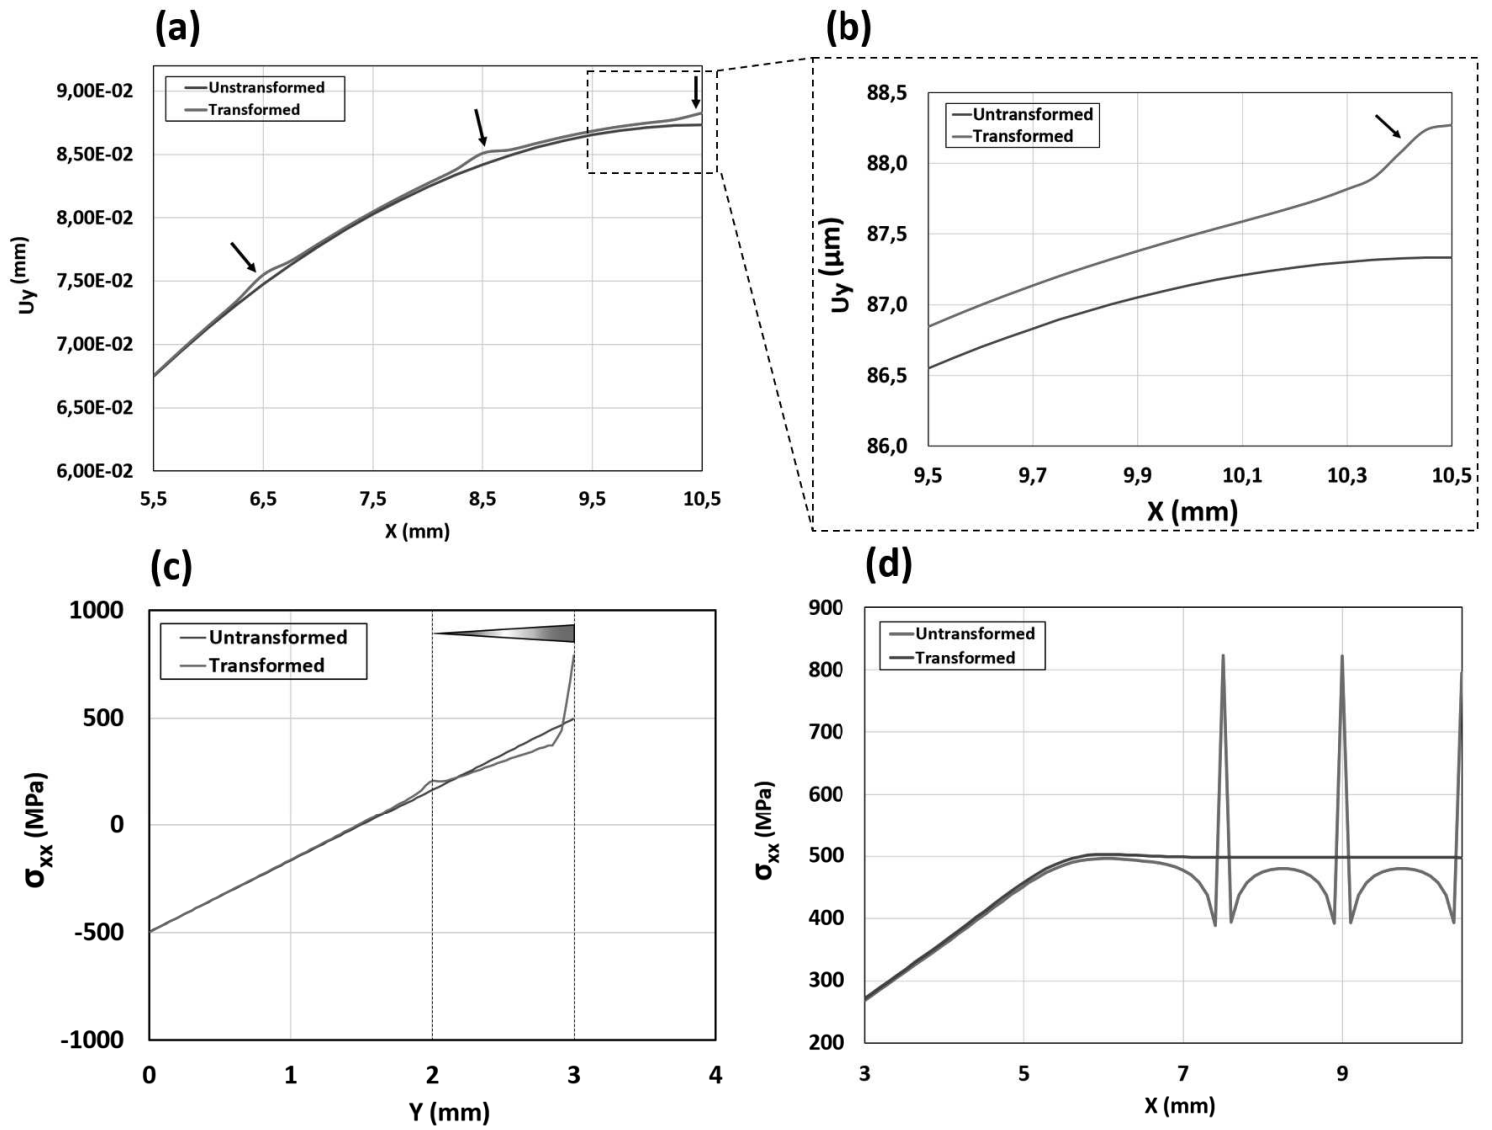 (a)
Unstransformed
Transformed
9,00E-02
8,50E-02
8,00E-02
7,50E-02
7,00E-02
6,50E-02
6,00E-02
Uy (mm)
5,5 6,5 7,5 8,5 9,5 10,5
X (mm)
(b)
Untransformed
Transformed
88,5
88,0
87,5
87,0
86,5
86,0
Uy (μm)
9,5 9,7 9,9 10,1 10,3 10,5
X (mm)
(c)
Untransformed
Transformed
1000
500
0
-500
-1000
σxx (MPa)
0 1 2 3 4
Y (mm)
(d)
Untransformed
Transformed
900
800
700
600
500
400
300
200
σxx (MPa)
3 5 7 9
X (mm)